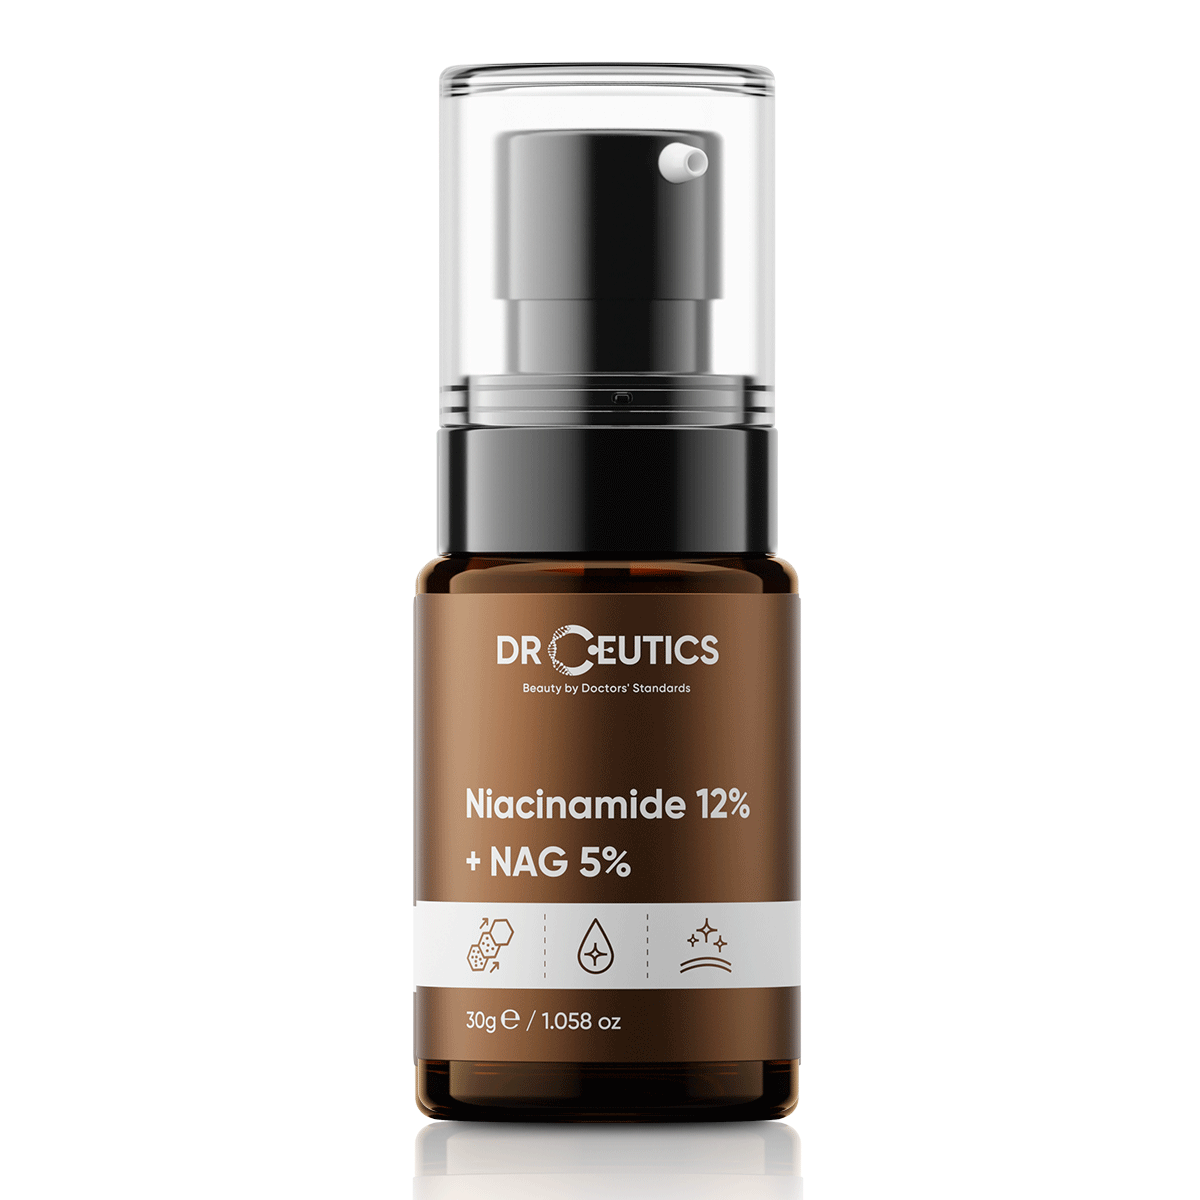 DR CEUTICS
Beauty by Doctors' Standards
Niacinamide 12%
+ NAG 5%
30g ℮ / 1.058 oz